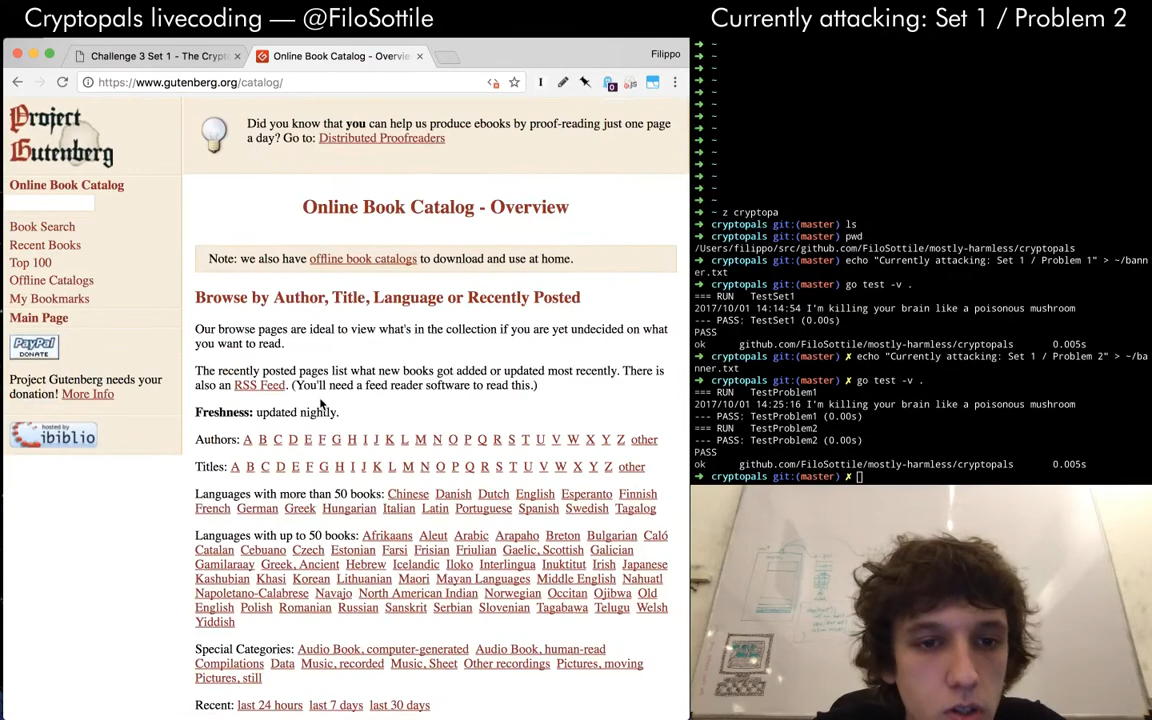 Cryptopals livecoding — @FiloSottile
Currently attacking: Set 1 / Problem 2
Challenge 3 Set 1 - The Crypt
Online Book Catalog - Overvie
Filippo
https://www.gutenberg.org/catalog/
Project
Gutenberg
Online Book Catalog
Book Search
Recent Books
Top 100
Offline Catalogs
My Bookmarks
Main Page
PayPal
DONATE
Project Gutenberg needs your
donation! More Info
hosted by
ibiblio
Did you know that you can help us produce ebooks by proof-reading just one page
a day? Go to: Distributed Proofreaders
Online Book Catalog - Overview
Note: we also have offline book catalogs to download and use at home.
Browse by Author, Title, Language or Recently Posted
Our browse pages are ideal to view what's in the collection if you are yet undecided on what
you want to read.
The recently posted pages list what new books got added or updated most recently. There is
also an RSS Feed. (You'll need a feed reader software to read this.)
Freshness: updated nightly.
Authors: A B C D E F G H I J K L M N O P Q R S T U V W X Y Z other
Titles: A B C D E F G H I J K L M N O P Q R S T U V W X Y Z other
Languages with more than 50 books: Chinese Danish Dutch English Esperanto Finnish
French German Greek Hungarian Italian Latin Portuguese Spanish Swedish Tagalog
Languages with up to 50 books: Afrikaans Aleut Arabic Arapaho Breton Bulgarian Caló
Catalan Cebuano Czech Estonian Farsi Frisian Friulian Gaelic, Scottish Galician
Gamilaraay Greek, Ancient Hebrew Icelandic Iloko Interlingua Inuktitut Irish Japanese
Kashubian Khasi Korean Lithuanian Maori Mayan Languages Middle English Nahuatl
Napoletano-Calabrese Navajo North American Indian Norwegian Occitan Ojibwa Old
English Polish Romanian Russian Sanskrit Serbian Slovenian Tagabawa Telugu Welsh
Yiddish
Special Categories: Audio Book, computer-generated Audio Book, human-read
Compilations Data Music, recorded Music, Sheet Other recordings Pictures, moving
Pictures, still
Recent: last 24 hours last 7 days last 30 days
➜ ~
➜ ~
➜ ~
➜ ~
➜ ~
➜ ~
➜ ~
➜ ~
➜ ~
➜ ~
➜ ~
➜ ~
➜ ~
➜ ~
➜ ~ z cryptopa
➜ cryptopals git:(master) ls
➜ cryptopals git:(master) pwd
/Users/filippo/src/github.com/FiloSottile/mostly-harmless/cryptopals
➜ cryptopals git:(master) echo "Currently attacking: Set 1 / Problem 1" > ~/bann
er.txt
➜ cryptopals git:(master) go test -v .
=== RUN TestSet1
2017/10/01 14:14:54 I'm killing your brain like a poisonous mushroom
--- PASS: TestSet1 (0.00s)
PASS
ok github.com/FiloSottile/mostly-harmless/cryptopals 0.005s
➜ cryptopals git:(master) ✗ echo "Currently attacking: Set 1 / Problem 2" > ~/ba
nner.txt
➜ cryptopals git:(master) ✗ go test -v .
=== RUN TestProblem1
2017/10/01 14:25:16 I'm killing your brain like a poisonous mushroom
--- PASS: TestProblem1 (0.00s)
=== RUN TestProblem2
--- PASS: TestProblem2 (0.00s)
PASS
ok github.com/FiloSottile/mostly-harmless/cryptopals 0.005s
➜ cryptopals git:(master) ✗